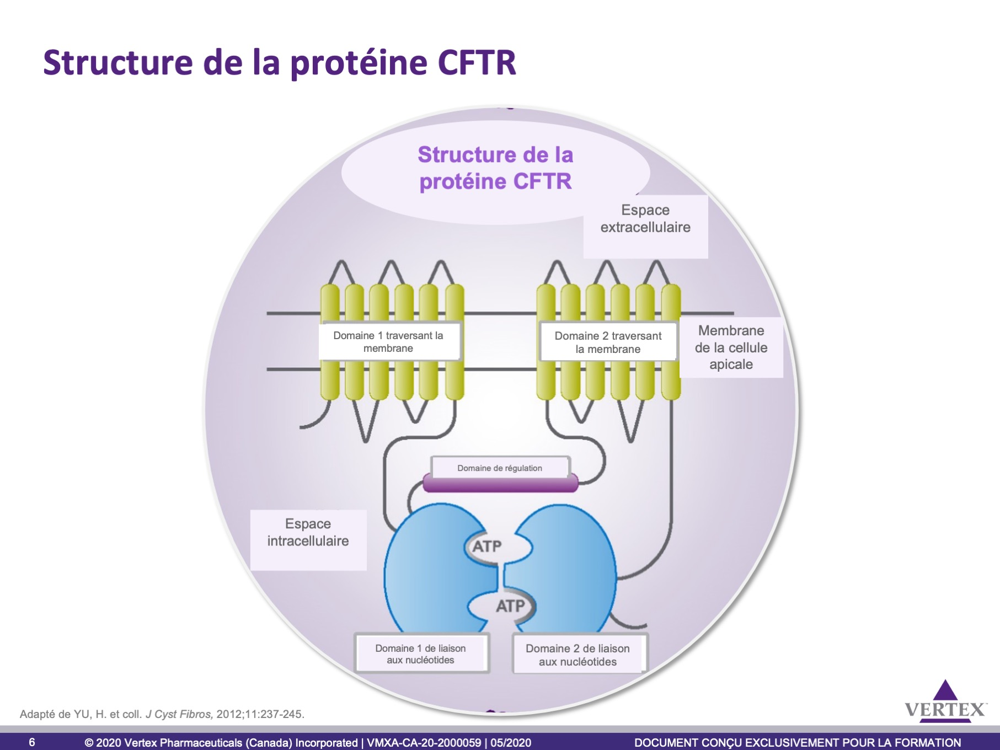 Structure de la protéine CFTR
Structure de la
protéine CFTR
Espace
extracellulaire
Domaine 1 traversant la
membrane
Domaine 2 traversant
la membrane
Membrane
de la cellule
apicale
Domaine de régulation
Espace
intracellulaire
ATP
ATP
Domaine 1 de liaison
aux nucléotides
Domaine 2 de liaison
aux nucléotides
Adapté de YU, H. et coll. J Cyst Fibros, 2012;11:237-245.
VERTEX™
6
© 2020 Vertex Pharmaceuticals (Canada) Incorporated | VMXA-CA-20-2000059 | 05/2020
DOCUMENT CONÇU EXCLUSIVEMENT POUR LA FORMATION